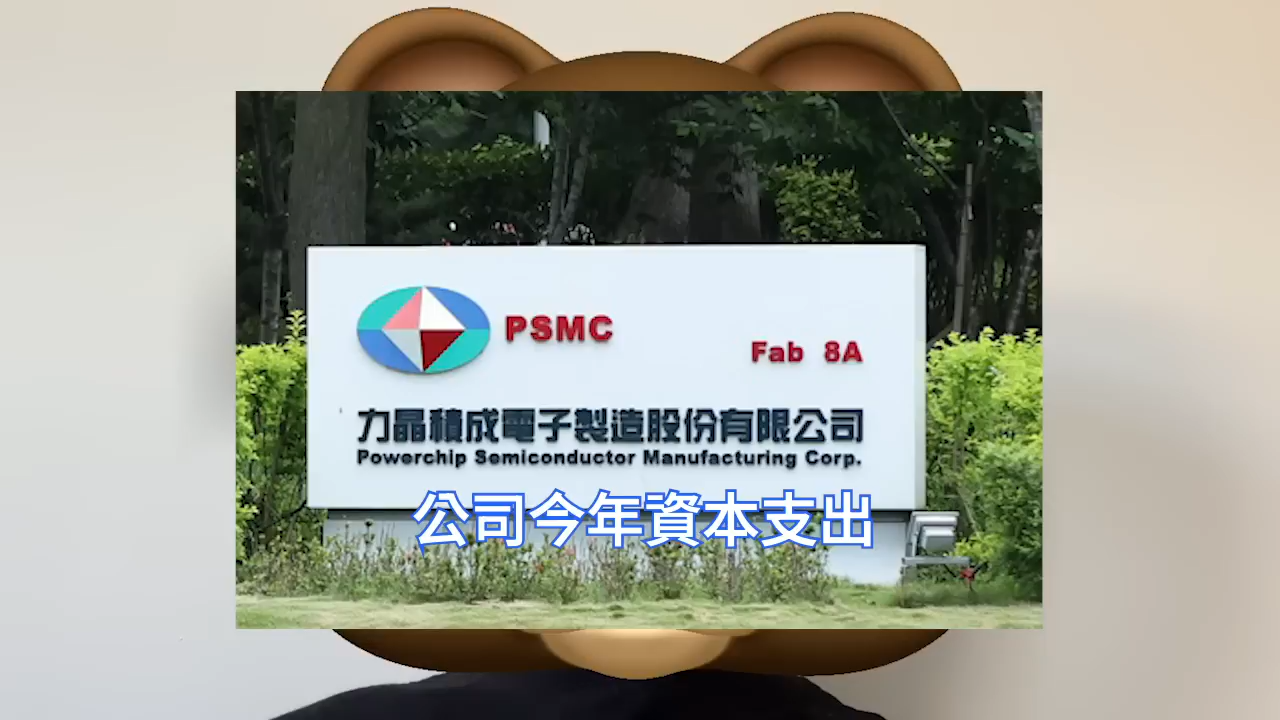 PSMC
Fab 8A
力晶積成電子製造股份有限公司
Powerchip Semiconductor Manufacturing Corp.
公司今年資本支出